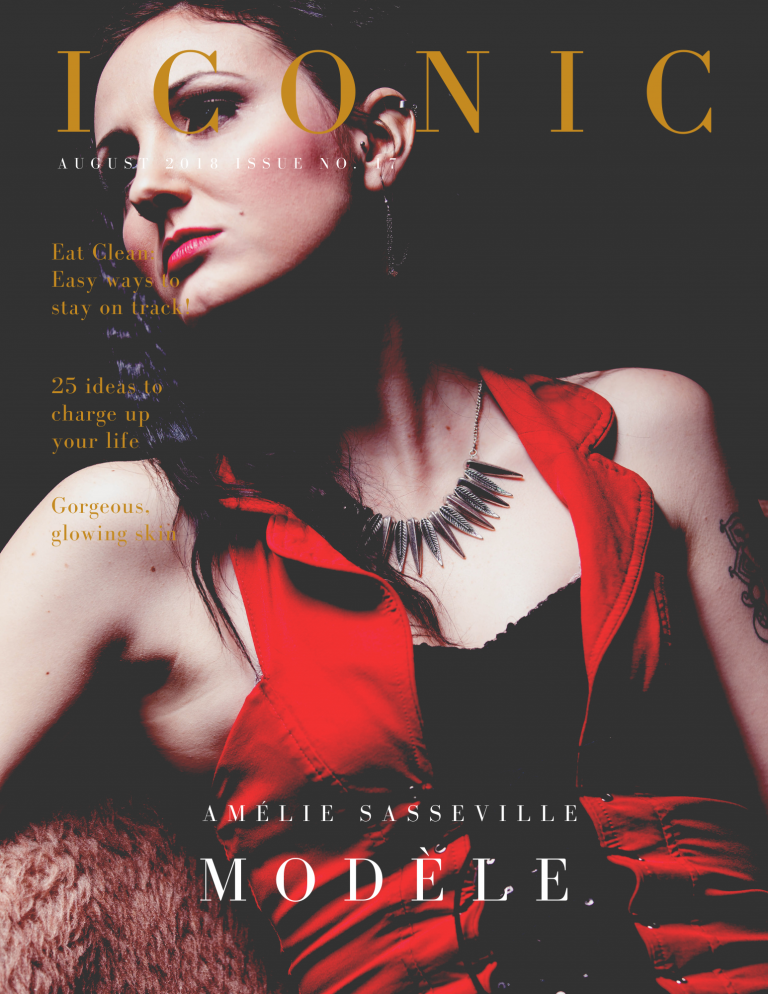 ICONIC
AUGUST 2018 ISSUE NO. 17
Eat Clean.
Easy ways to
stay on track!
25 ideas to
charge up
your life
Gorgeous,
glowing skin
AMÉLIE SASSEVILLE
MODÈLE